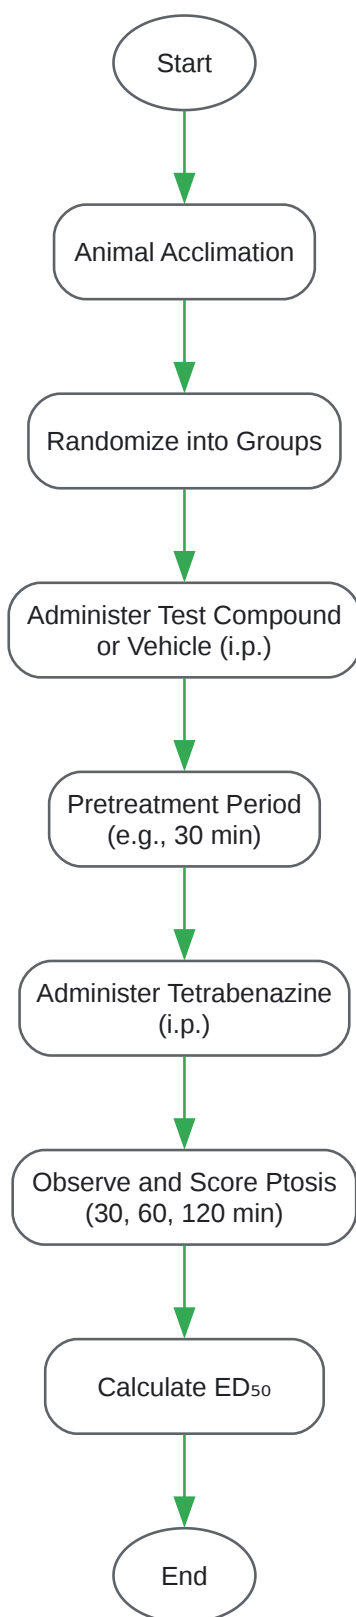 Start
Animal Acclimation
Randomize into Groups
Administer Test Compound
or Vehicle (i.p.)
Pretreatment Period
(e.g., 30 min)
Administer Tetrabenazine
(i.p.)
Observe and Score Ptosis
(30, 60, 120 min)
Calculate ED₅₀
End